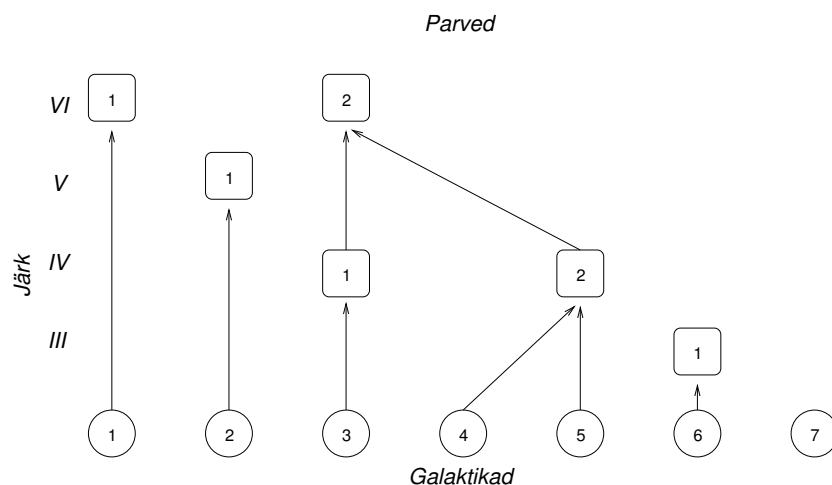 Parved
VI 1 2
V 1
IV 1 2
Järk
III 1
1 2 3 4 5 6 7
Galaktikad